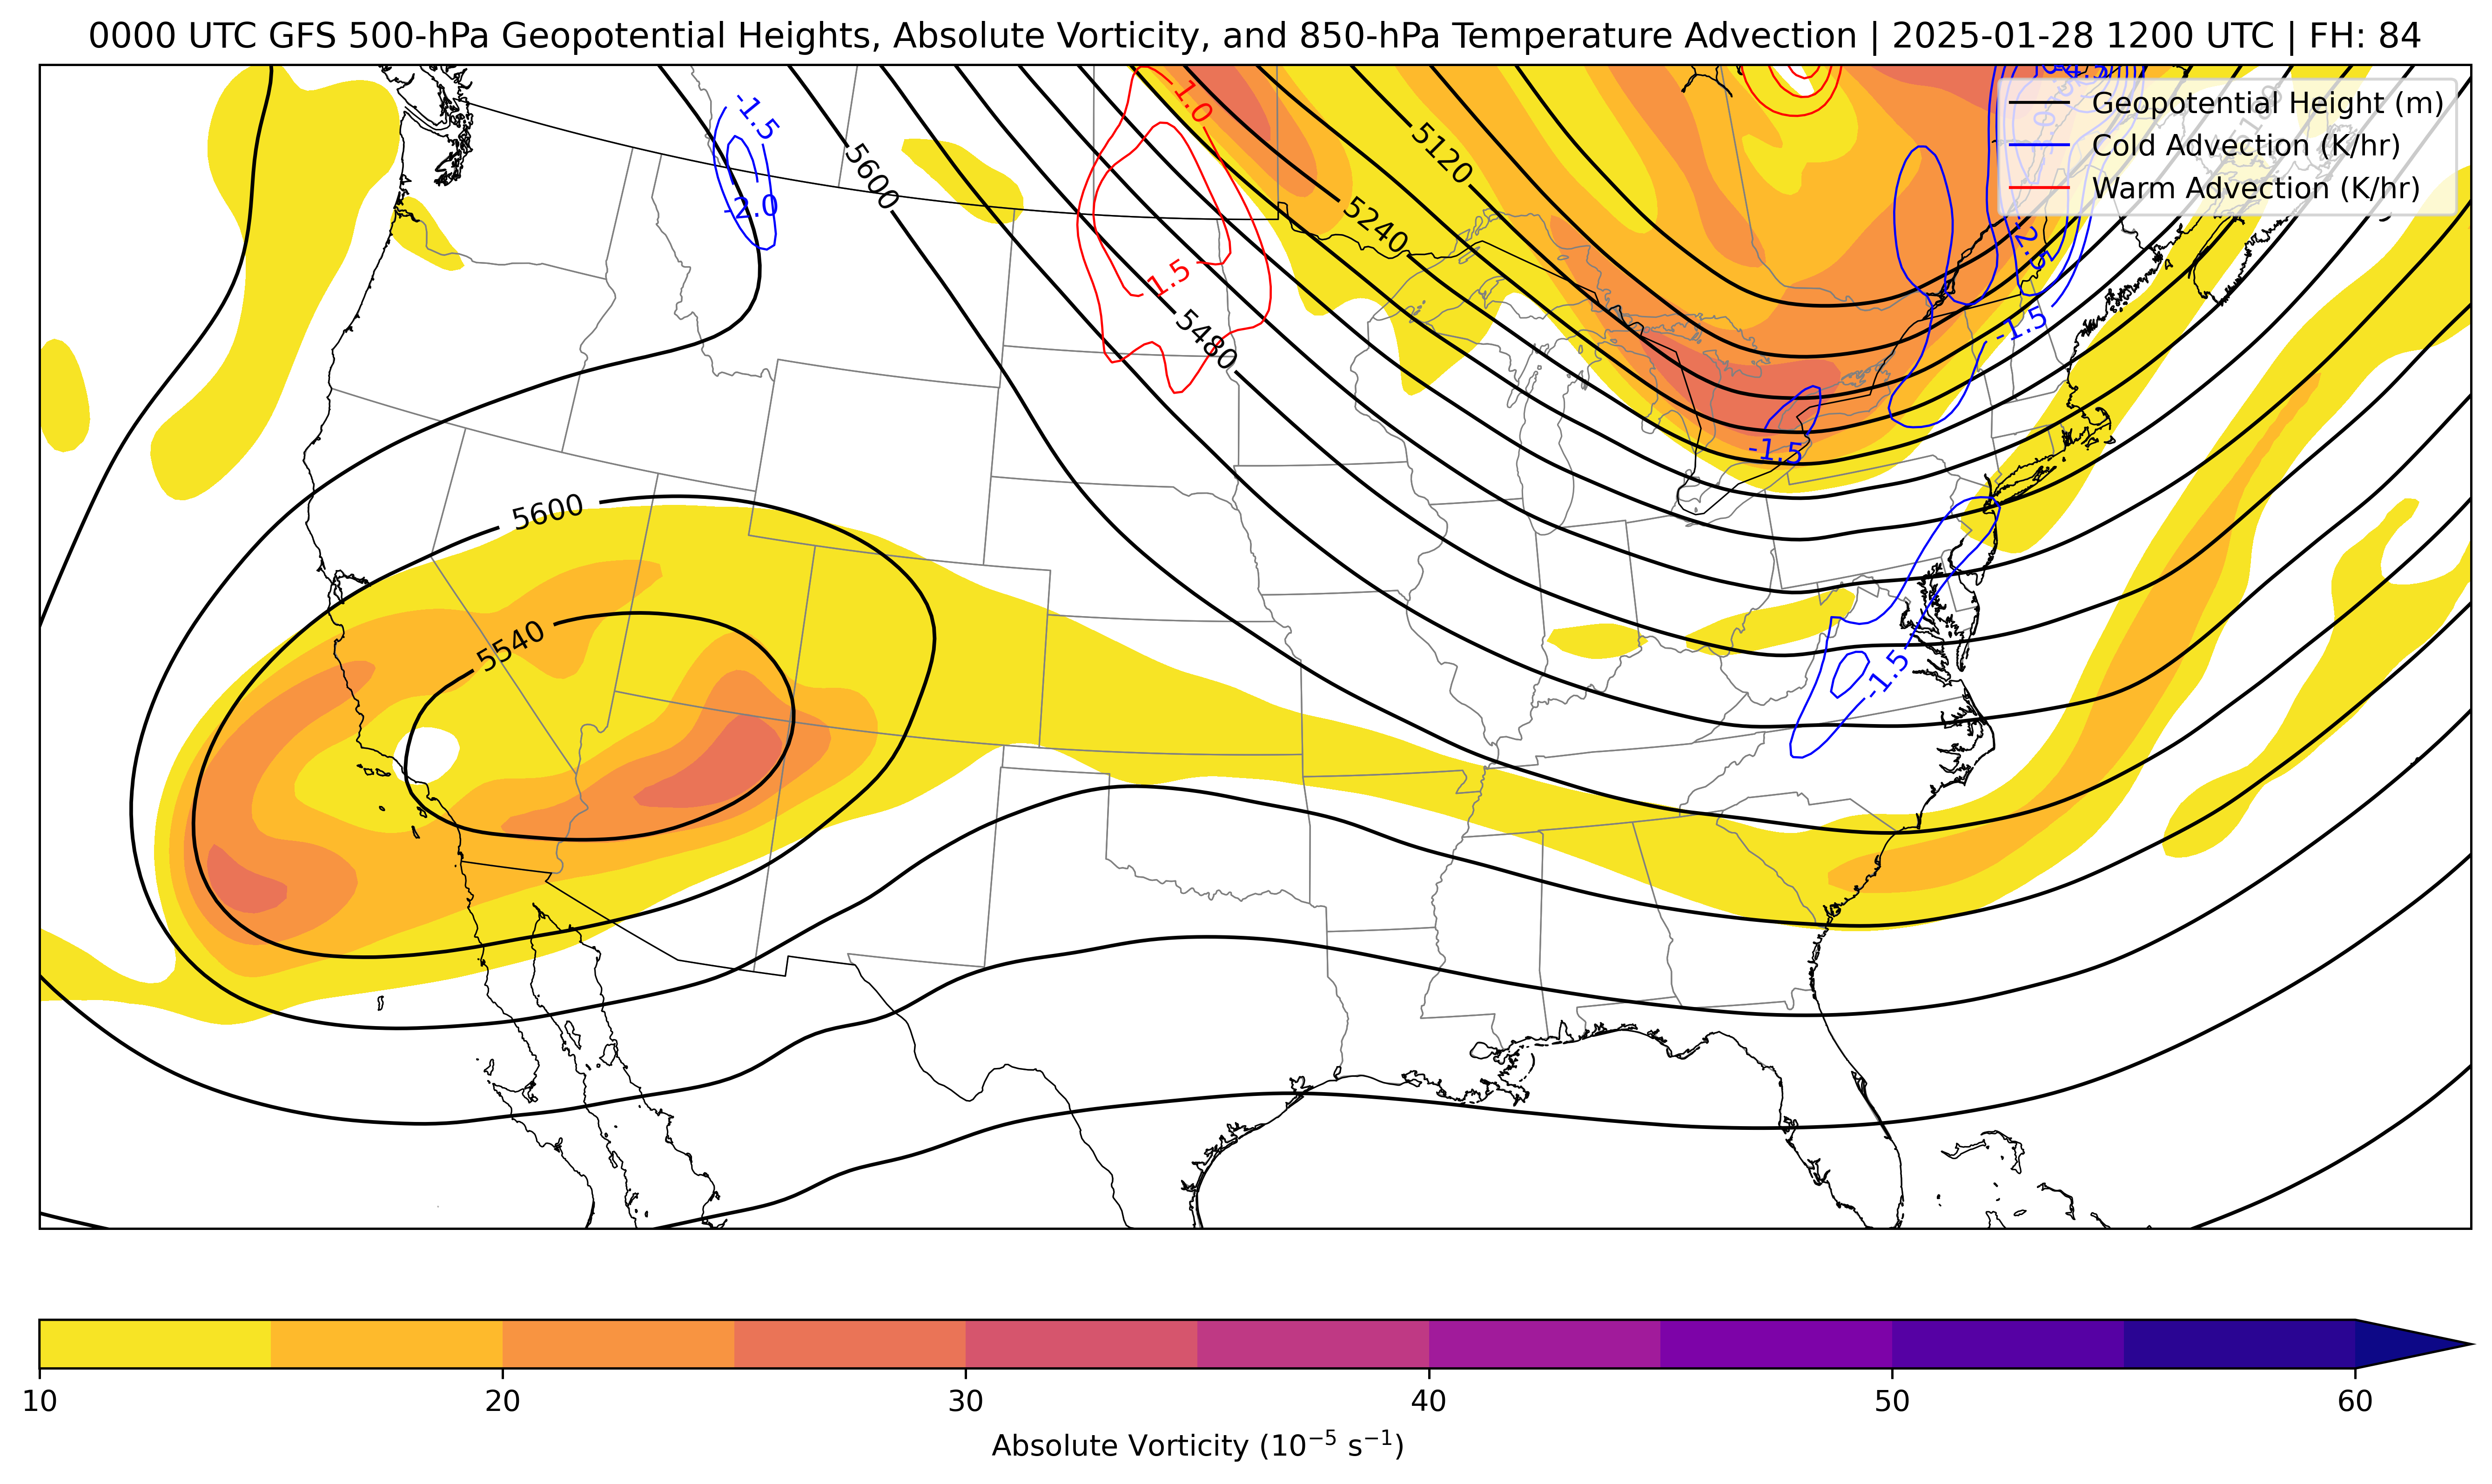 0000 UTC GFS 500-hPa Geopotential Heights, Absolute Vorticity, and 850-hPa Temperature Advection | 2025-01-28 1200 UTC | FH: 84
Geopotential Height (m)
Cold Advection (K/hr)
Warm Advection (K/hr)
-1.5
-2.0
5600
1.0
1.5
5120
5240
5480
-2.5
-1.5
-1.5
-1.5
5600
5540
5180
10 20 30 40 50 60
Absolute Vorticity (10⁻⁵ s⁻¹)